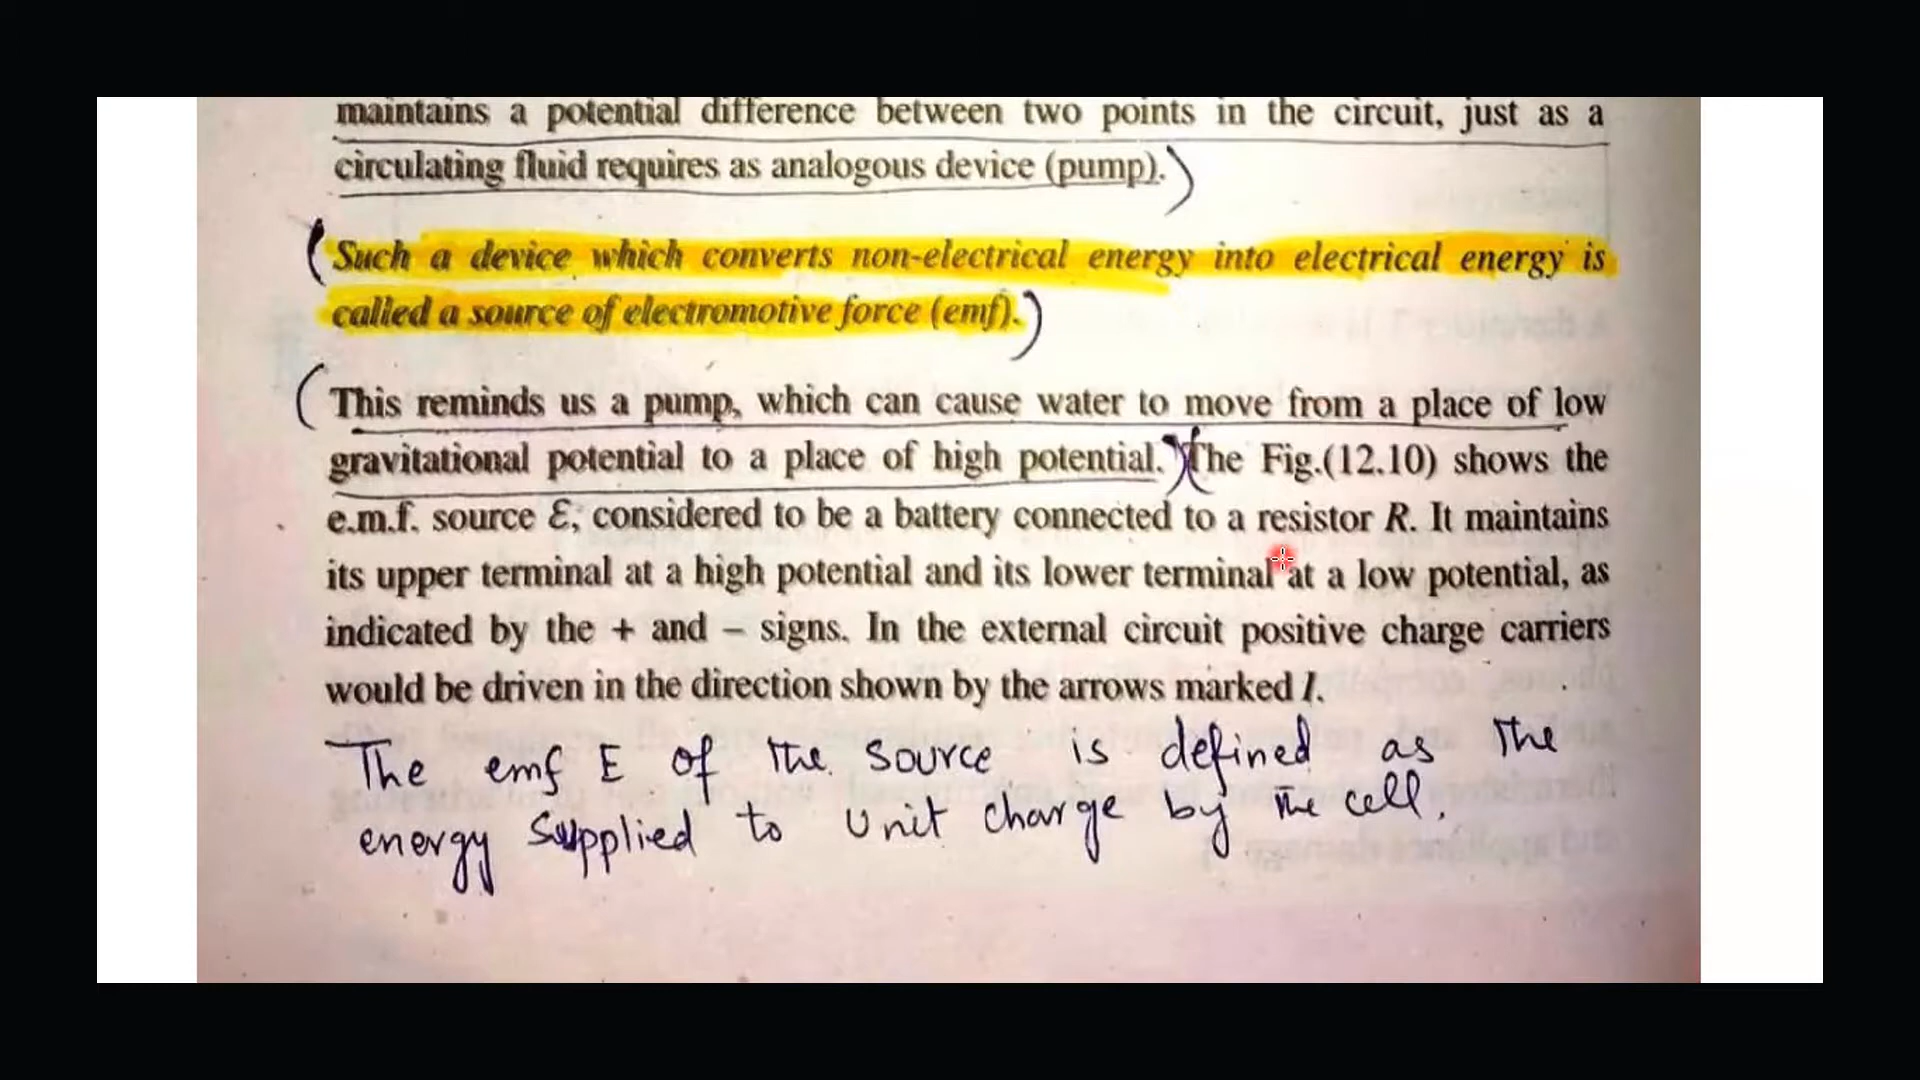 maintains a potential difference between two points in the circuit, just as a
circulating fluid requires as analogous device (pump).)
(Such a device which converts non-electrical energy into electrical energy is
called a source of electromotive force (emf).)
(This reminds us a pump, which can cause water to move from a place of low
gravitational potential to a place of high potential.)(The Fig.(12.10) shows the
e.m.f. source Ɛ, considered to be a battery connected to a resistor R. It maintains
its upper terminal at a high potential and its lower terminal at a low potential, as
indicated by the + and – signs. In the external circuit positive charge carriers
would be driven in the direction shown by the arrows marked I.
The emf E of the source is defined as the
energy supplied to unit charge by the cell.